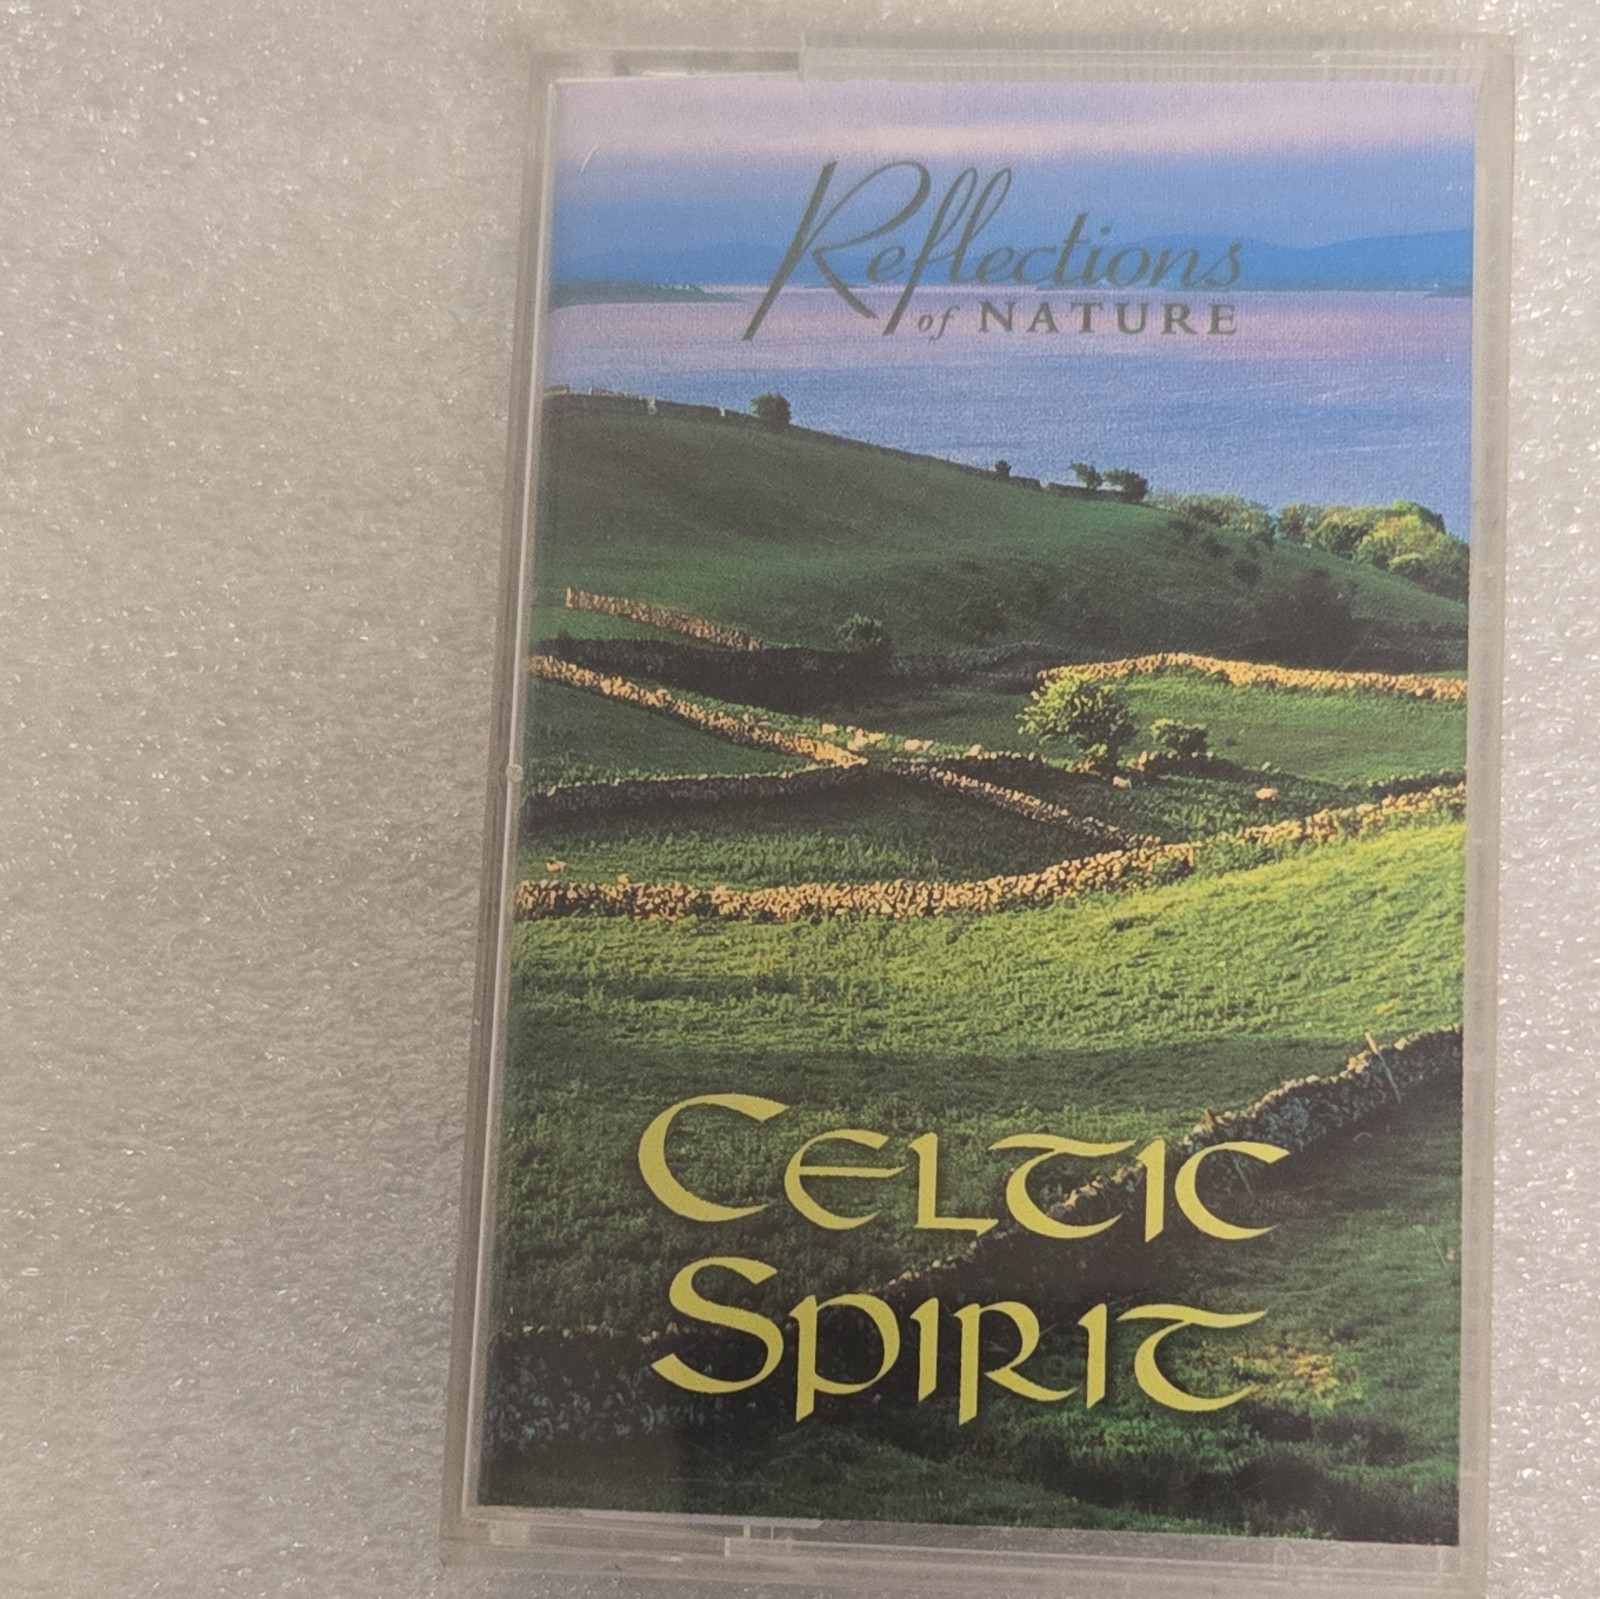 Reflections
of NATURE
CELTIC
SPIRIT